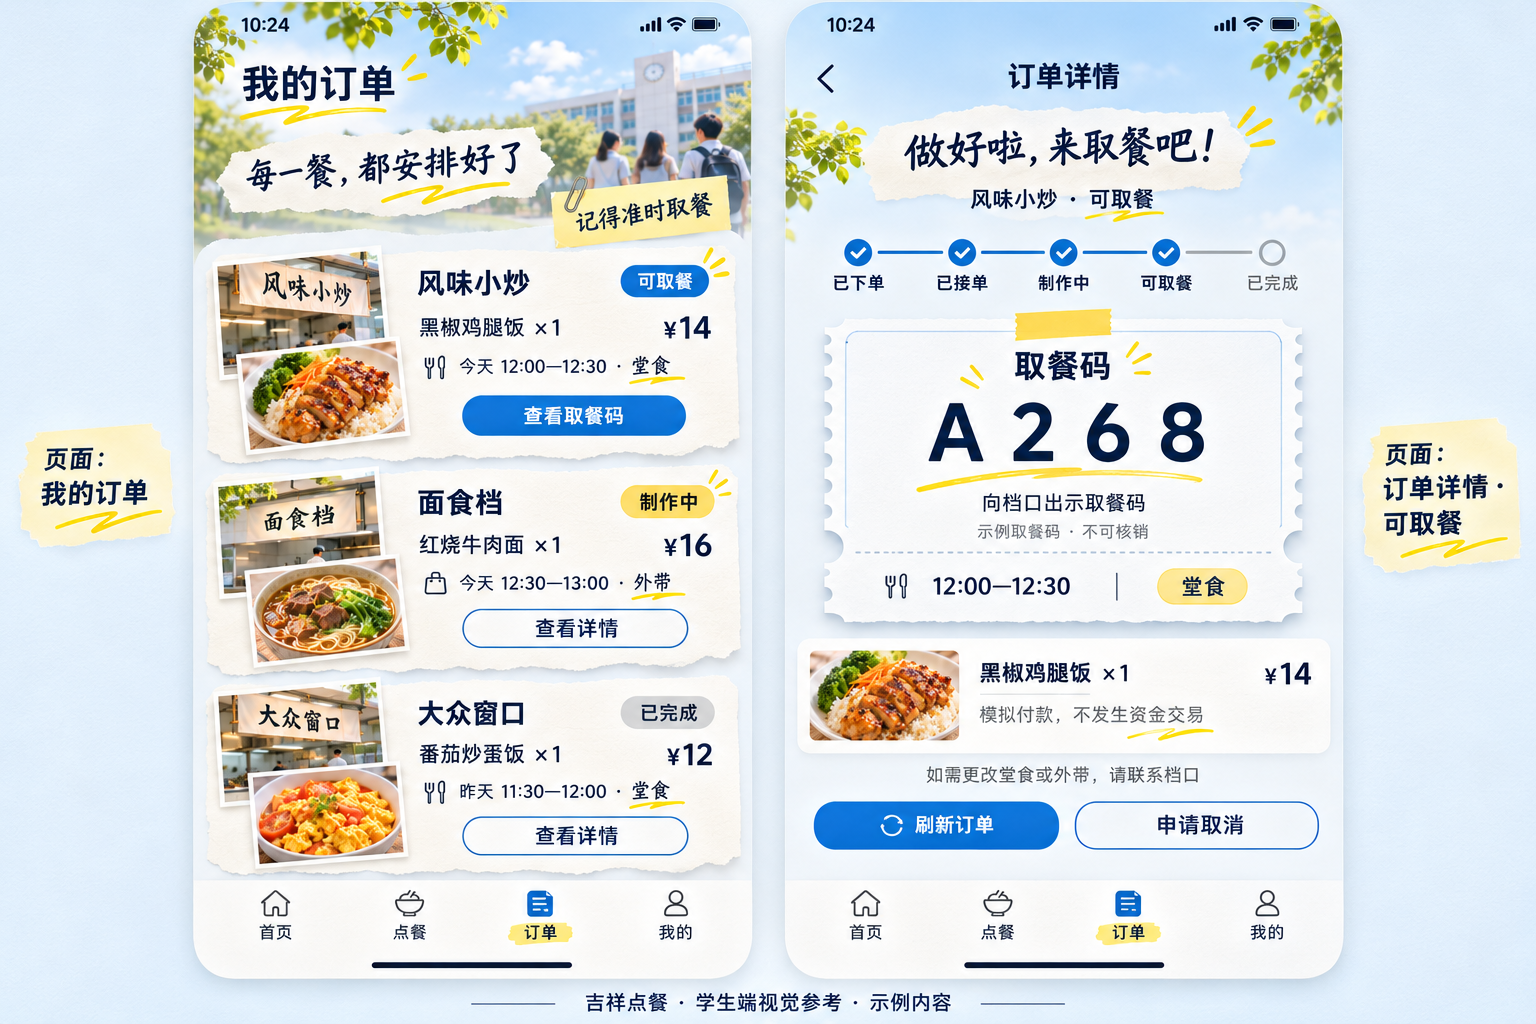 页面：
我的订单
10:24
我的订单
每一餐，都安排好了
记得准时取餐
风味小炒
风味小炒
可取餐
黑椒鸡腿饭 ×1
¥14
今天 12:00—12:30 · 堂食
查看取餐码
面食档
面食档
制作中
红烧牛肉面 ×1
¥16
今天 12:30—13:00 · 外带
查看详情
大众窗口
大众窗口
已完成
番茄炒蛋饭 ×1
¥12
昨天 11:30—12:00 · 堂食
查看详情
首页
点餐
订单
我的
10:24
订单详情
做好啦，来取餐吧！
风味小炒 · 可取餐
已下单
已接单
制作中
可取餐
已完成
取餐码
A268
向档口出示取餐码
示例取餐码 · 不可核销
12:00—12:30
堂食
黑椒鸡腿饭 ×1
¥14
模拟付款，不发生资金交易
如需更改堂食或外带，请联系档口
刷新订单
申请取消
首页
点餐
订单
我的
页面：
订单详情·
可取餐
吉祥点餐 · 学生端视觉参考 · 示例内容